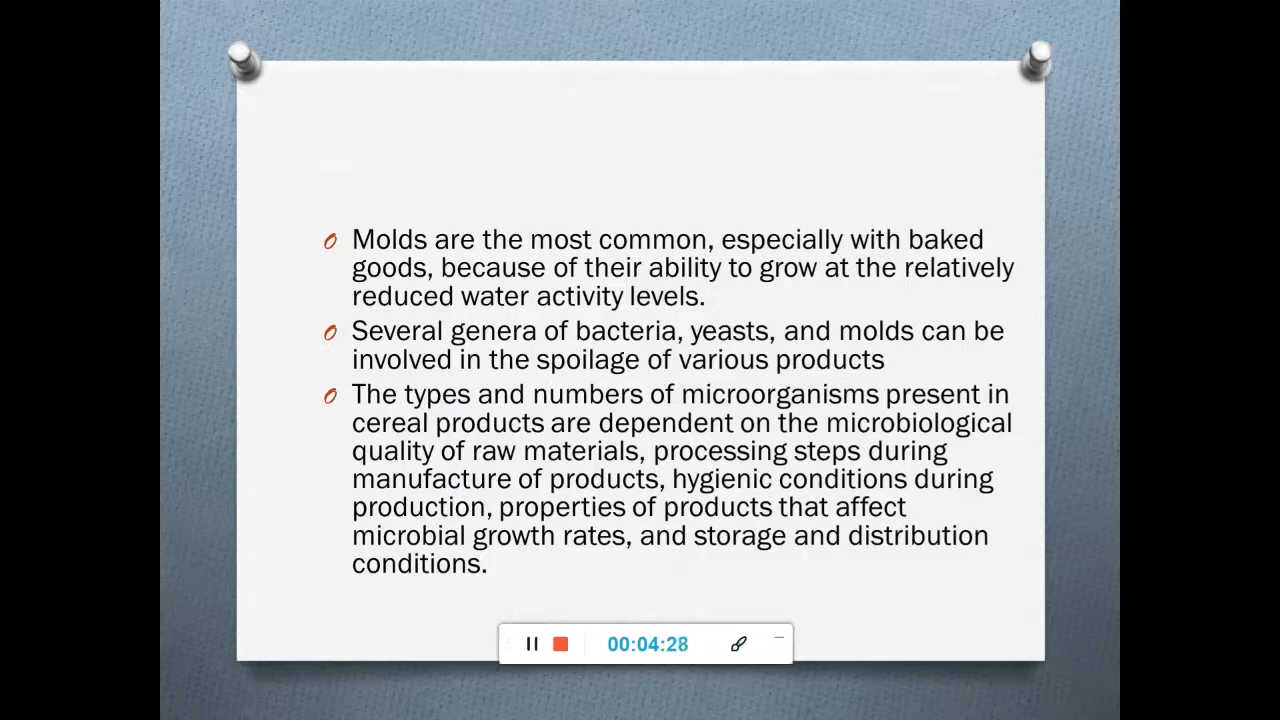 Molds are the most common, especially with baked
goods, because of their ability to grow at the relatively
reduced water activity levels.
Several genera of bacteria, yeasts, and molds can be
involved in the spoilage of various products
The types and numbers of microorganisms present in
cereal products are dependent on the microbiological
quality of raw materials, processing steps during
manufacture of products, hygienic conditions during
production, properties of products that affect
microbial growth rates, and storage and distribution
conditions.
00:04:28